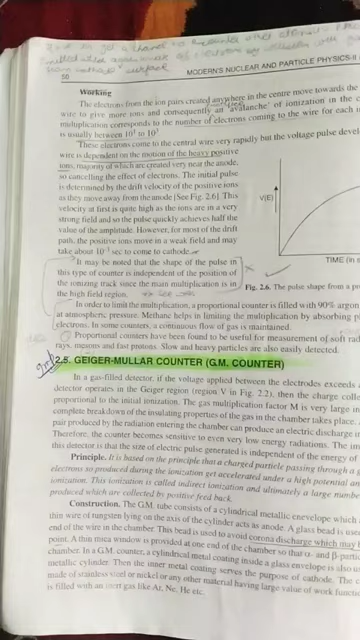 50
MODERN'S NUCLEAR AND PARTICLE PHYSICS-II
Working
The electrons from the ion pairs created anywhere in the centre move towards the
wire to give more ions and consequently an 'avalanche' of ionization in the
multiplication corresponds to the number of electrons coming to the wire for each
is usually between 10¹ to 10³
These electrons come to the central wire very rapidly but the voltage pulse
wire is dependent on the motion of the heavy positive
ions, majority of which are created very near the anode,
so cancelling the effect of electrons. The initial pulse
is determined by the drift velocity of the positive ions
as they move away from the anode [See Fig. 2.6] This
velocity at first is quite high as the ions are in a very
strong field and so the pulse quickly achieves half the
value of the amplitude. However, for most of the drift
path, the positive ions move in a weak field and may
take about 10⁻³ sec to come to cathode.
It may be noted that the shape of the pulse in
this type of counter is independent of the position of
the ionizing track since the main multiplication is in
the high field region.
V(E)
TIME (in
Fig. 2.6. The pulse shape from a
In order to limit the multiplication, a proportional counter is filled with 90% argon
at atmospheric pressure. Methane helps in limiting the multiplication by absorbing
electrons. In some counters, a continuous flow of gas is maintained.
Proportional counters have been found to be useful for measurement of soft
rays, mesons and fast protons. Slow and heavy particles are also easily detected.
Imp
2.5. GEIGER-MULLAR COUNTER (G.M. COUNTER)
In a gas-filled detector, if the voltage applied between the electrodes exceeds
detector operates in the Geiger region (region V in Fig. 2.2), then the charge
proportional to the initial ionization. The gas multiplication factor M is very large
complete breakdown of the insulating properties of the gas in the chamber takes place.
pair produced by the radiation entering the chamber can produce an electric discharge
Therefore, the counter becomes sensitive to even very low energy radiations. The
this detector is that the size of electric pulse generated is independent of the energy of
Principle. It is based on the principle that a charged particle passing through a
electrons so produced during the ionization get accelerated under a high potential and
ionization. This ionization is called indirect ionization and ultimately a large number
produced which are collected by positive feed back.
Construction. The G.M. tube consists of a cylindrical metallic envelope which
thin wire of tungsten lying on the axis of the cylinder acts as anode. A glass bead is
end of the wire in the chamber. This bead is used to avoid corona discharge which may
point. A thin mica window is provided at one end of the chamber so that α- and β-
chamber. In a G.M. counter, a cylindrical metal coating inside a glass envelope is also
metallic cylinder. Then the inner metal coating serves the purpose of cathode. The
made of stainless steel or nickel or any other material having large value of work
is filled with an inert gas like Ar, Ne, He etc.